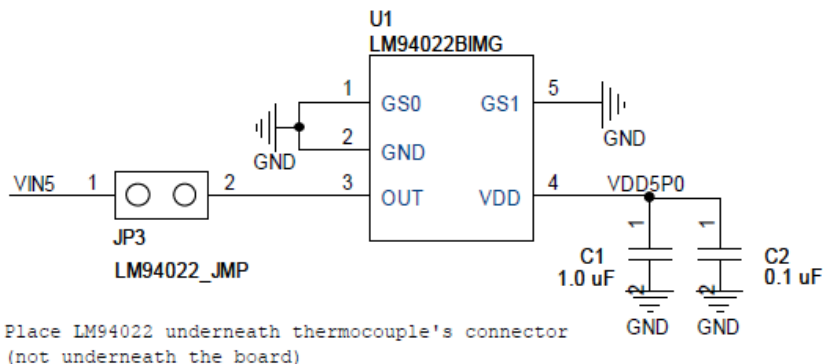 U1
LM94022BIMG
1 GS0 GS1 5
GND
2 GND
GND
VIN5 1 2 3 OUT VDD 4 VDD5P0
JP3
LM94022_JMP
1 1
C1
1.0 uF
C2
0.1 uF
2 2
GND GND
Place LM94022 underneath thermocouple's connector
(not underneath the board)